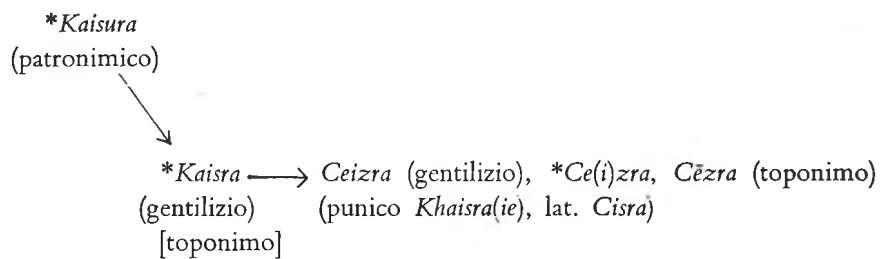 *Kaisura
(patronimico)
*Kaisra ⟶ Ceizra (gentilizio), *Ce(i)zra, Cēzra (toponimo)
(gentilizio) (punico Khaisra(ie), lat. Cisra)
[toponimo]